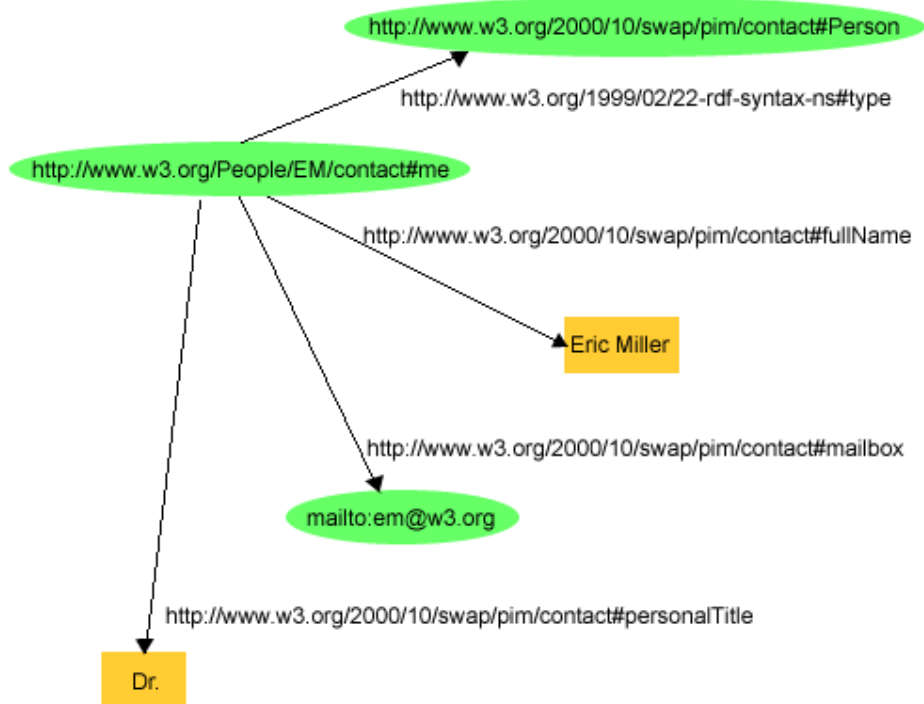 http://www.w3.org/2000/10/swap/pim/contact#Person
http://www.w3.org/1999/02/22-rdf-syntax-ns#type
http://www.w3.org/People/EM/contact#me
http://www.w3.org/2000/10/swap/pim/contact#fullName
Eric Miller
http://www.w3.org/2000/10/swap/pim/contact#mailbox
mailto:em@w3.org
http://www.w3.org/2000/10/swap/pim/contact#personalTitle
Dr.